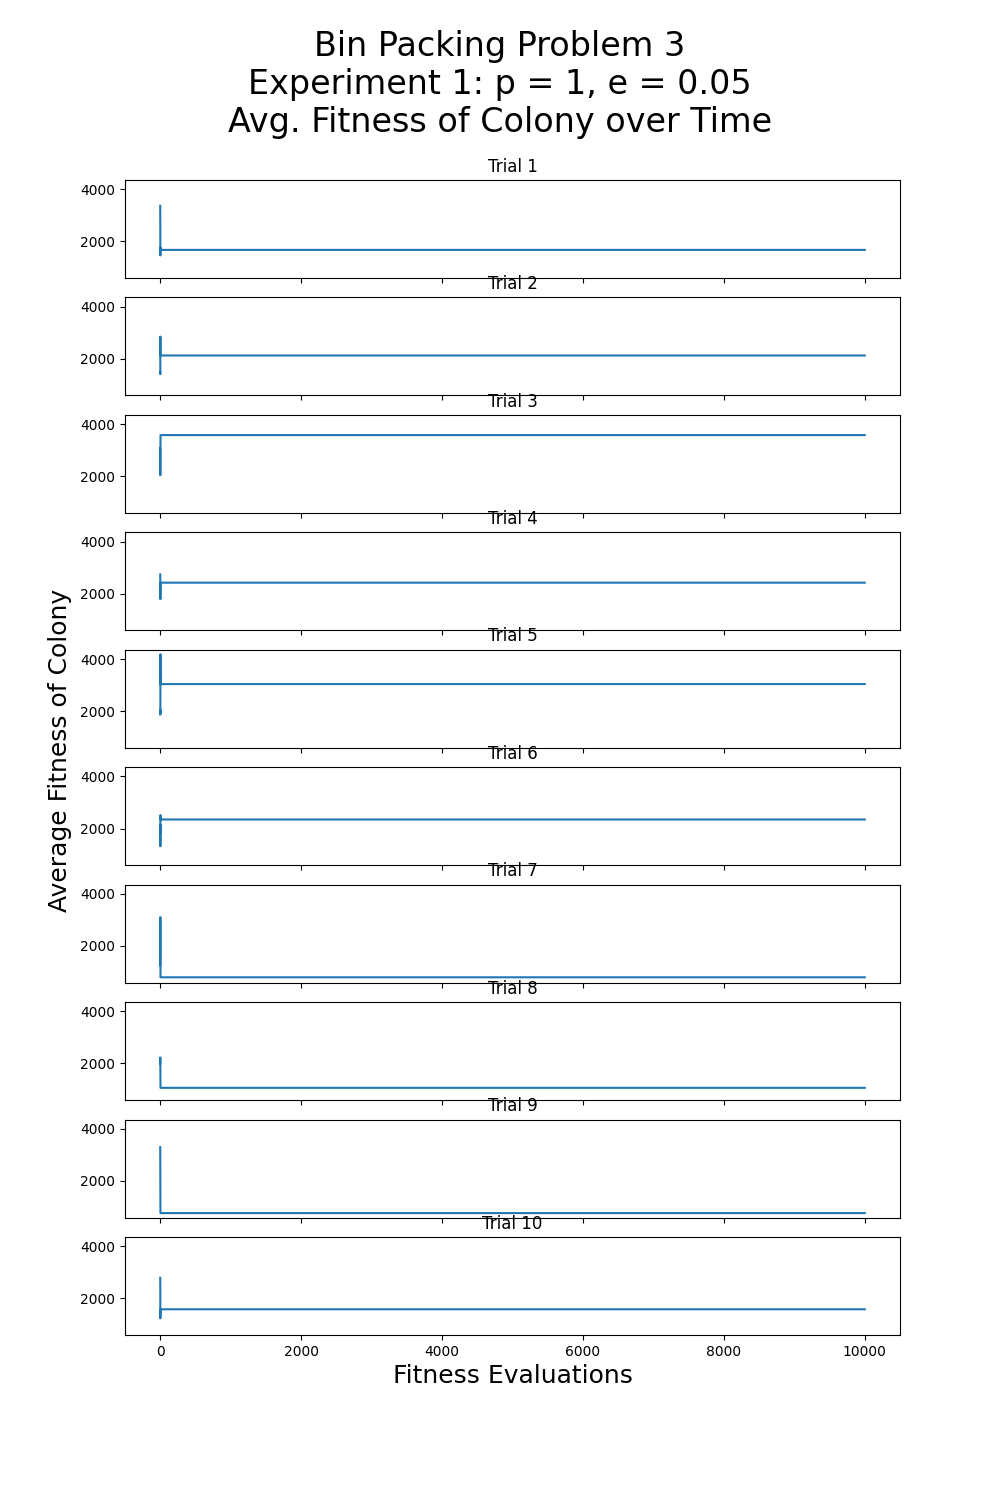 Bin Packing Problem 3
Experiment 1: p = 1, e = 0.05
Avg. Fitness of Colony over Time
Trial 1
4000
2000
Trial 2
4000
2000
Trial 3
4000
2000
Trial 4
4000
2000
Trial 5
4000
2000
Trial 6
4000
2000
Trial 7
4000
2000
Trial 8
4000
2000
Trial 9
4000
2000
Trial 10
4000
2000
0 2000 4000 6000 8000 10000
Fitness Evaluations
Average Fitness of Colony